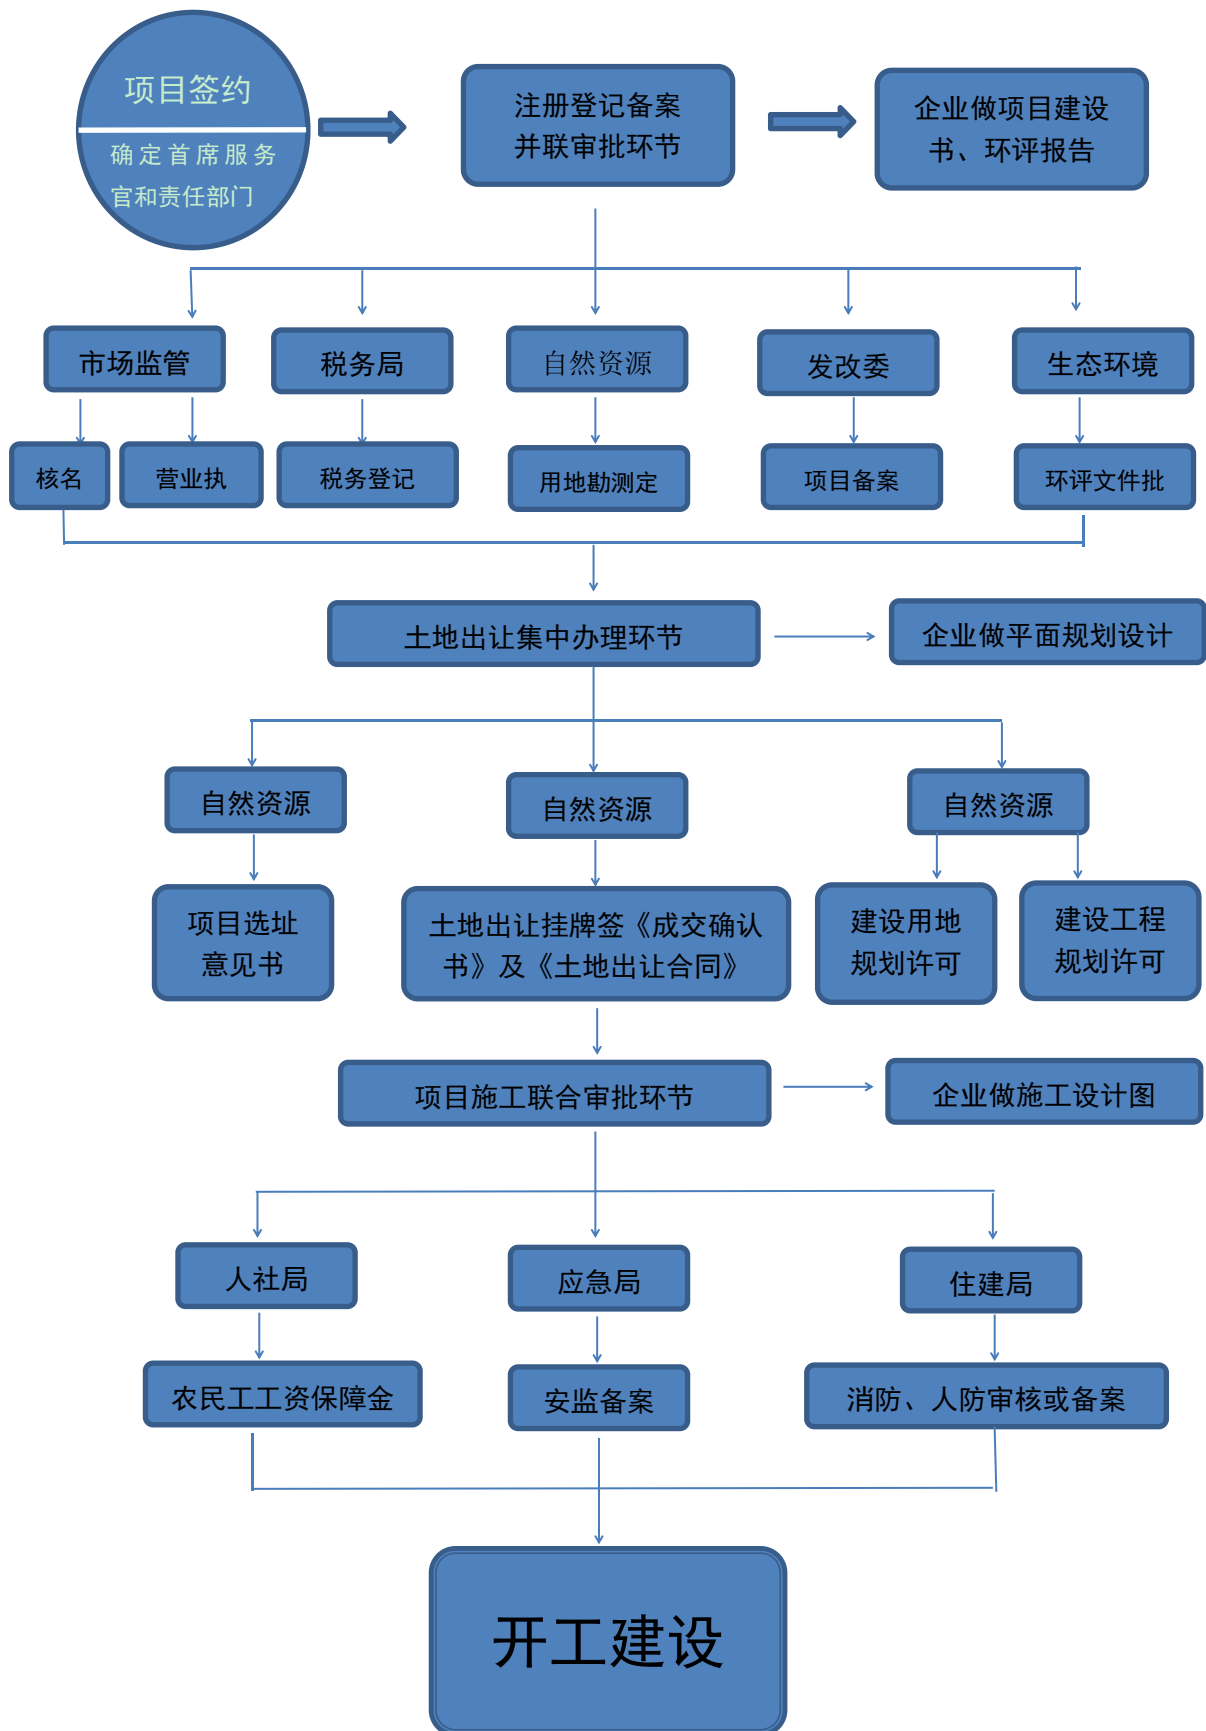 项目签约
确定首席服务
官和责任部门
注册登记备案
并联审批环节
企业做项目建设
书、环评报告
市场监管
税务局
自然资源
发改委
生态环境
核名
营业执
税务登记
用地勘测定
项目备案
环评文件批
土地出让集中办理环节
企业做平面规划设计
自然资源
自然资源
自然资源
项目选址
意见书
土地出让挂牌签《成交确认
书》及《土地出让合同》
建设用地
规划许可
建设工程
规划许可
项目施工联合审批环节
企业做施工设计图
人社局
应急局
住建局
农民工工资保障金
安监备案
消防、人防审核或备案
开工建设